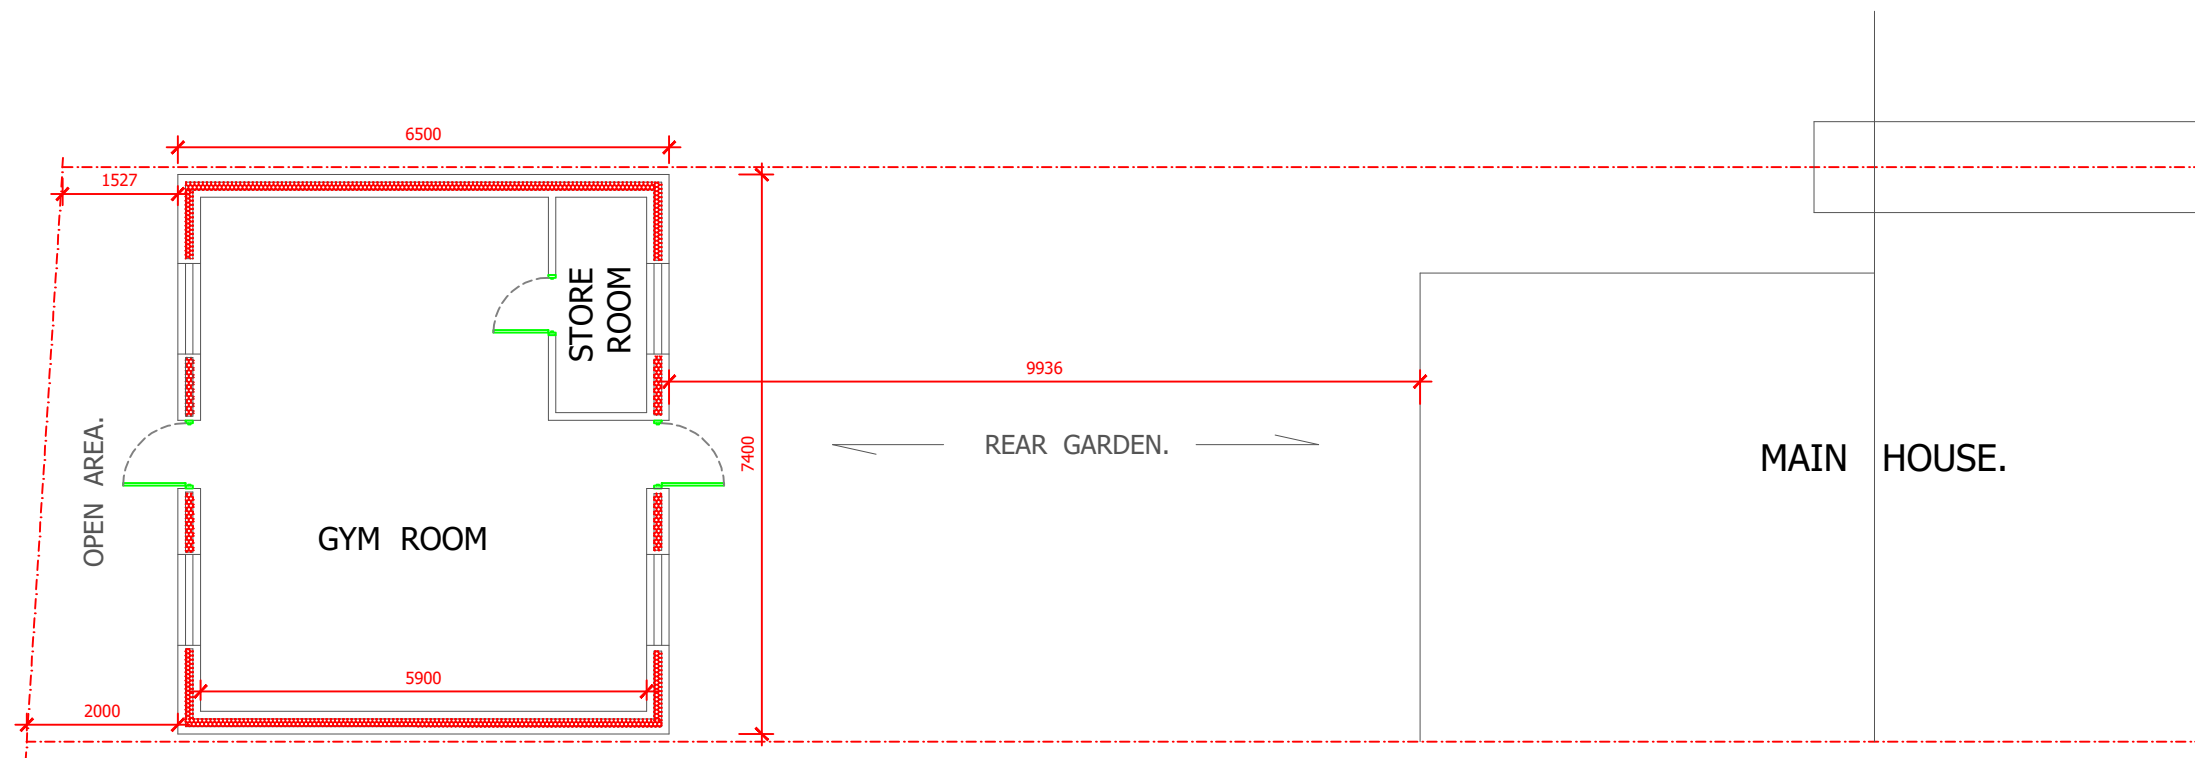 6500
1527
STORE
ROOM
9936
REAR GARDEN.
7400
OPEN AREA.
MAIN HOUSE.
GYM ROOM
5900
2000